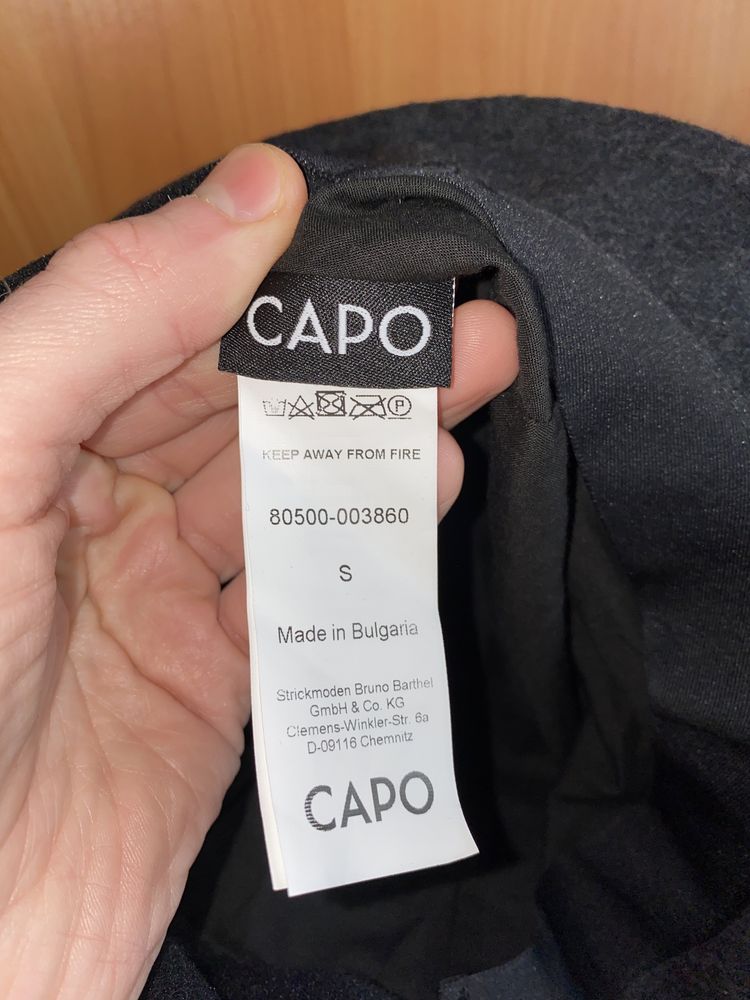 CAPO
P
KEEP AWAY FROM FIRE
80500-003860
S
Made in Bulgaria
Strickmoden Bruno Barthel
GmbH & Co. KG
Clemens-Winkler-Str. 6a
D-09116 Chemnitz
CAPO